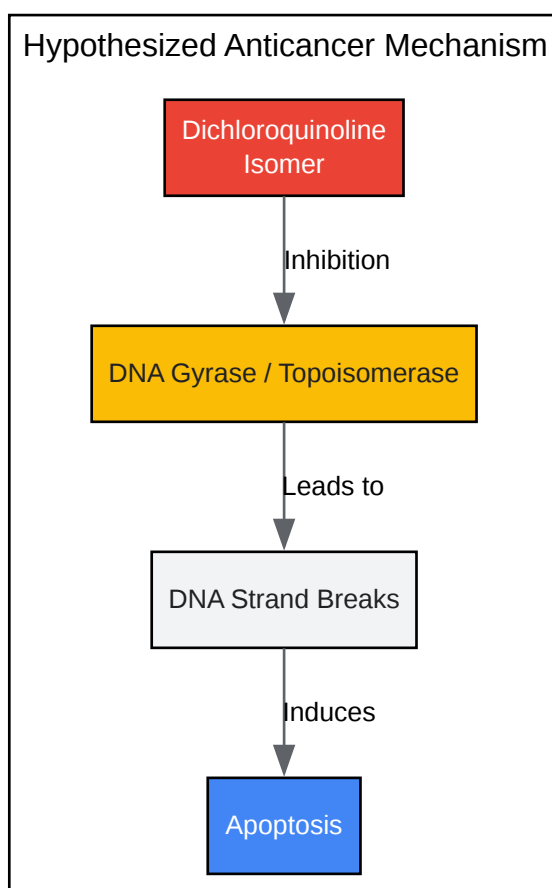 Hypothesized Anticancer Mechanism
Dichloroquinoline
Isomer
Inhibition
DNA Gyrase / Topoisomerase
Leads to
DNA Strand Breaks
Induces
Apoptosis